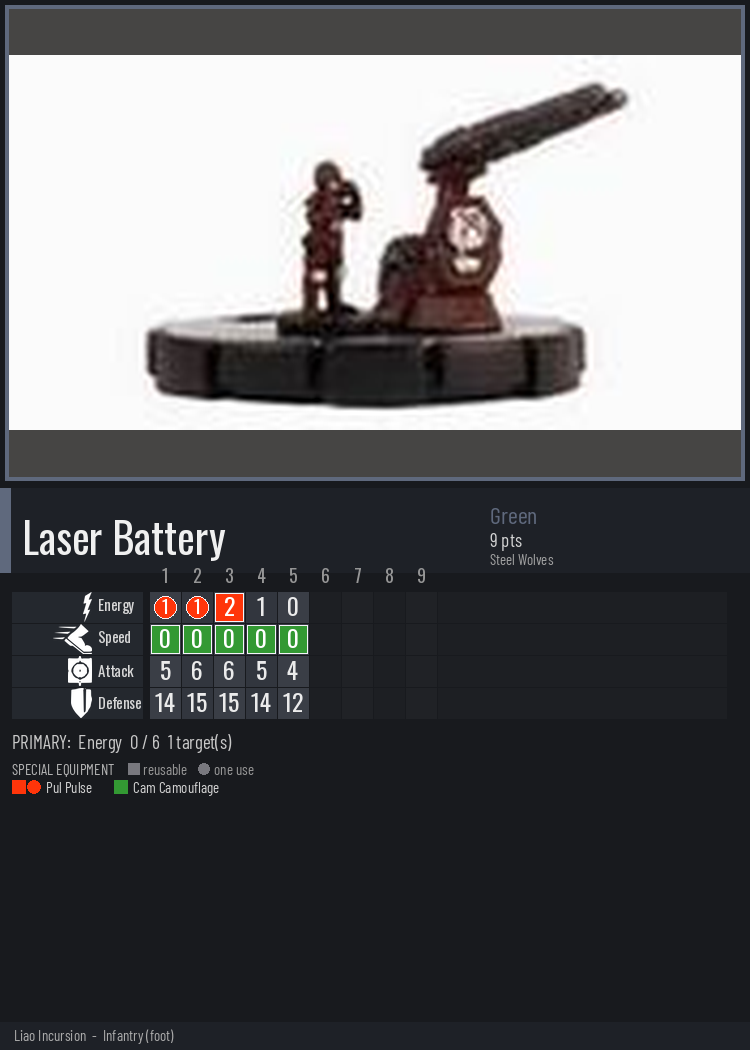 Laser Battery
Green
9 pts
Steel Wolves
1 2 3 4 5 6 7 8 9
Energy 1 1 2 1 0
Speed 0 0 0 0 0
Attack 5 6 6 5 4
Defense 14 15 15 14 12
PRIMARY: Energy 0 / 6 1 target(s)
SPECIAL EQUIPMENT reusable one use
Pul Pulse Cam Camouflage
Liao Incursion - Infantry (foot)